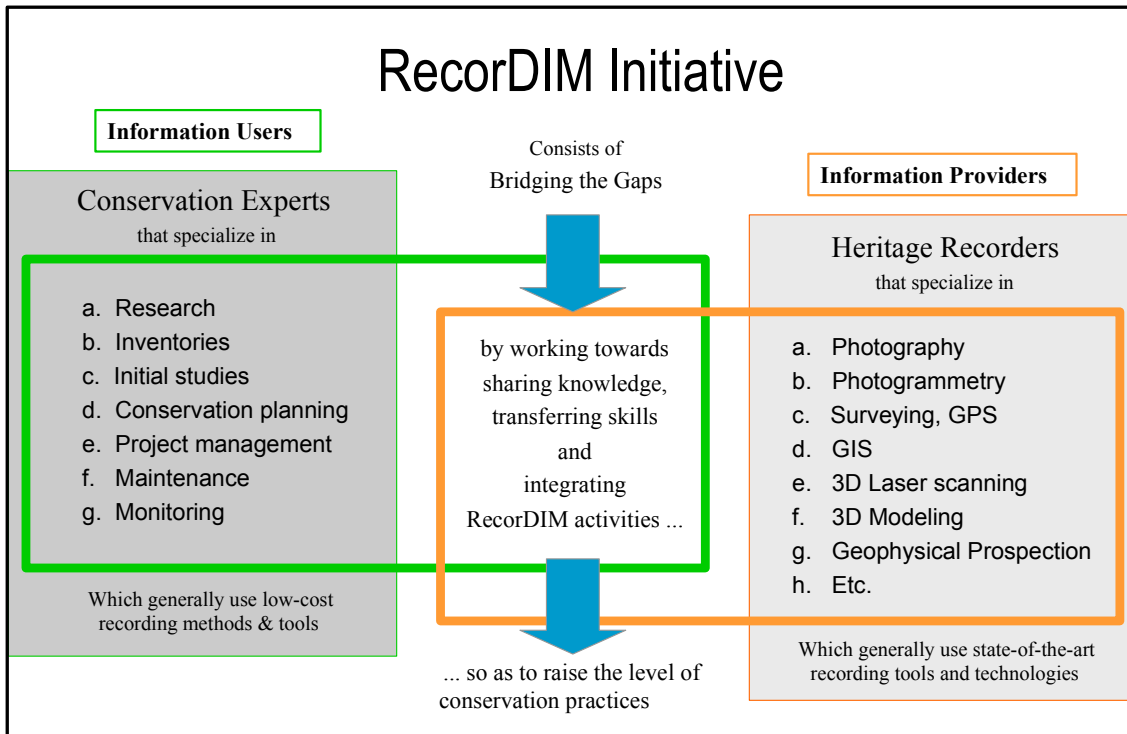 RecorDIM Initiative
Information Users
Conservation Experts
that specialize in
a. Research
b. Inventories
c. Initial studies
d. Conservation planning
e. Project management
f. Maintenance
g. Monitoring
Which generally use low-cost
recording methods & tools
Consists of
Bridging the Gaps
by working towards
sharing knowledge,
transferring skills
and
integrating
RecorDIM activities ...
... so as to raise the level of
conservation practices
Information Providers
Heritage Recorders
that specialize in
a. Photography
b. Photogrammetry
c. Surveying, GPS
d. GIS
e. 3D Laser scanning
f. 3D Modeling
g. Geophysical Prospection
h. Etc.
Which generally use state-of-the-art
recording tools and technologies